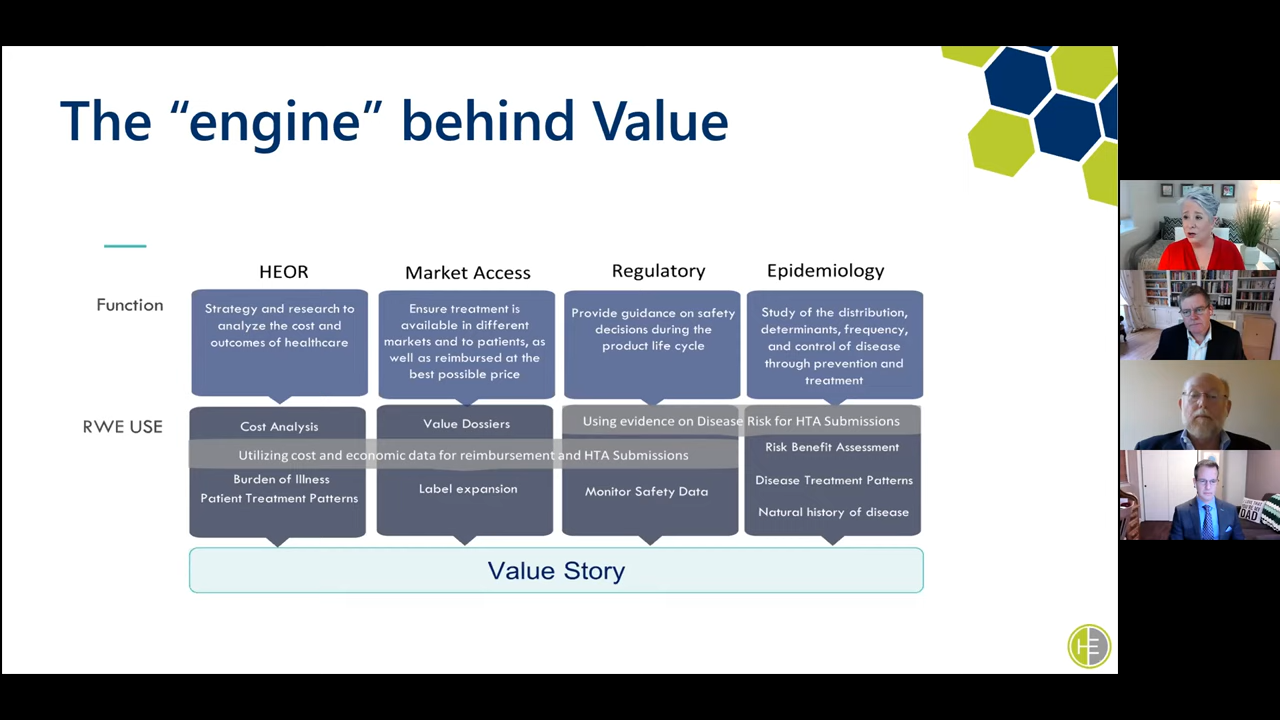 The “engine” behind Value
HEOR
Market Access
Regulatory
Epidemiology
Function
Strategy and research to
analyze the cost and
outcomes of healthcare
Ensure treatment is
available in different
markets and to patients, as
well as reimbursed at the
best possible price
Provide guidance on safety
decisions during the
product life cycle
Study of the distribution,
determinants, frequency,
and control of disease
through prevention and
treatment
RWE USE
Cost Analysis
Value Dossiers
Using evidence on Disease Risk for HTA Submissions
Utilizing cost and economic data for reimbursement and HTA Submissions
Burden of Illness
Patient Treatment Patterns
Label expansion
Monitor Safety Data
Risk Benefit Assessment
Disease Treatment Patterns
Natural history of disease
Value Story
HEE
DAD